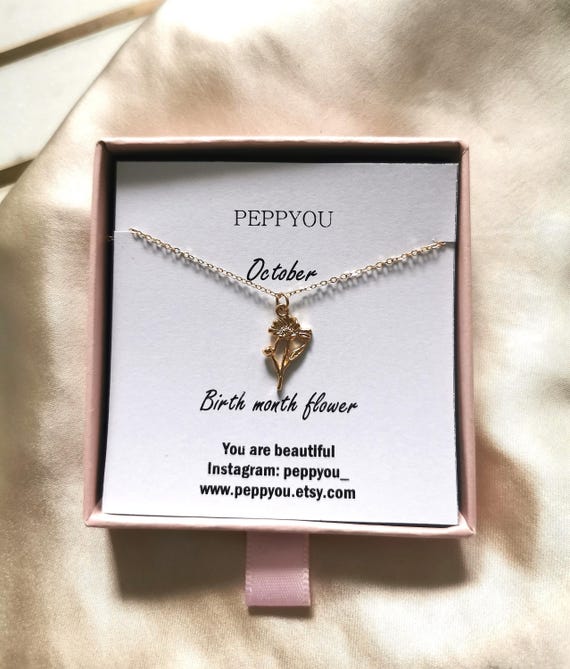 PEPPYOU
October
Birth month flower
You are beautiful
Instagram: peppyou_
www.peppyou.etsy.com